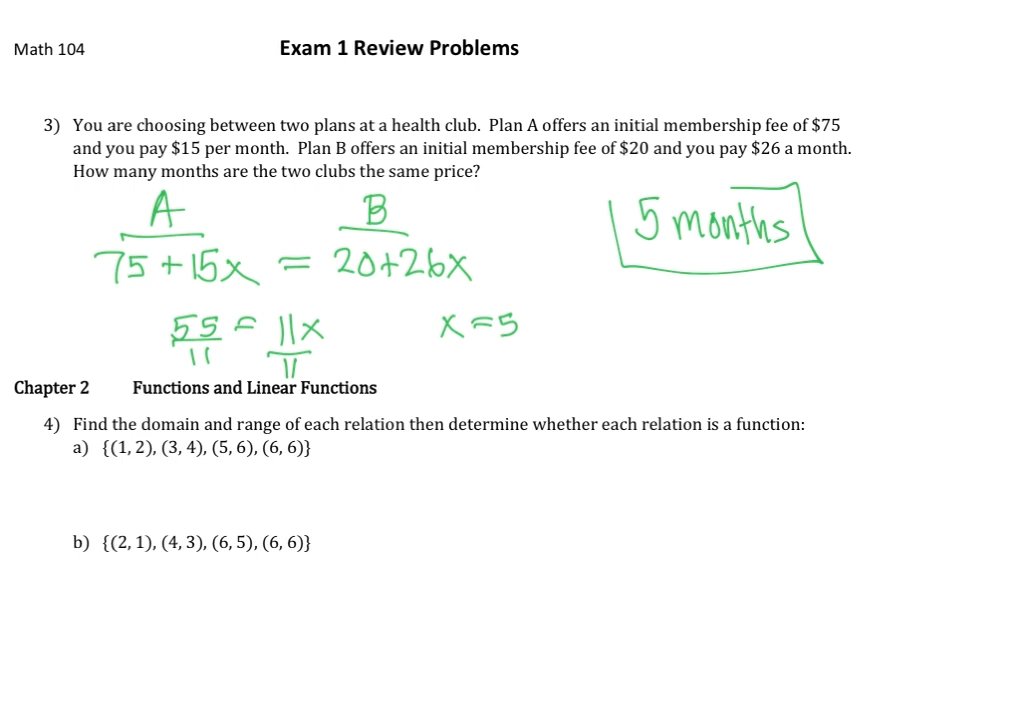 Math 104 Exam 1 Review Problems
3) You are choosing between two plans at a health club. Plan A offers an initial membership fee of $75
and you pay $15 per month. Plan B offers an initial membership fee of $20 and you pay $26 a month.
How many months are the two clubs the same price?
A B
75 + 15x = 20+26x
5 months
55 = 11x x = 5
11 11
Chapter 2 Functions and Linear Functions
4) Find the domain and range of each relation then determine whether each relation is a function:
a) {(1, 2), (3, 4), (5, 6), (6, 6)}
b) {(2, 1), (4, 3), (6, 5), (6, 6)}